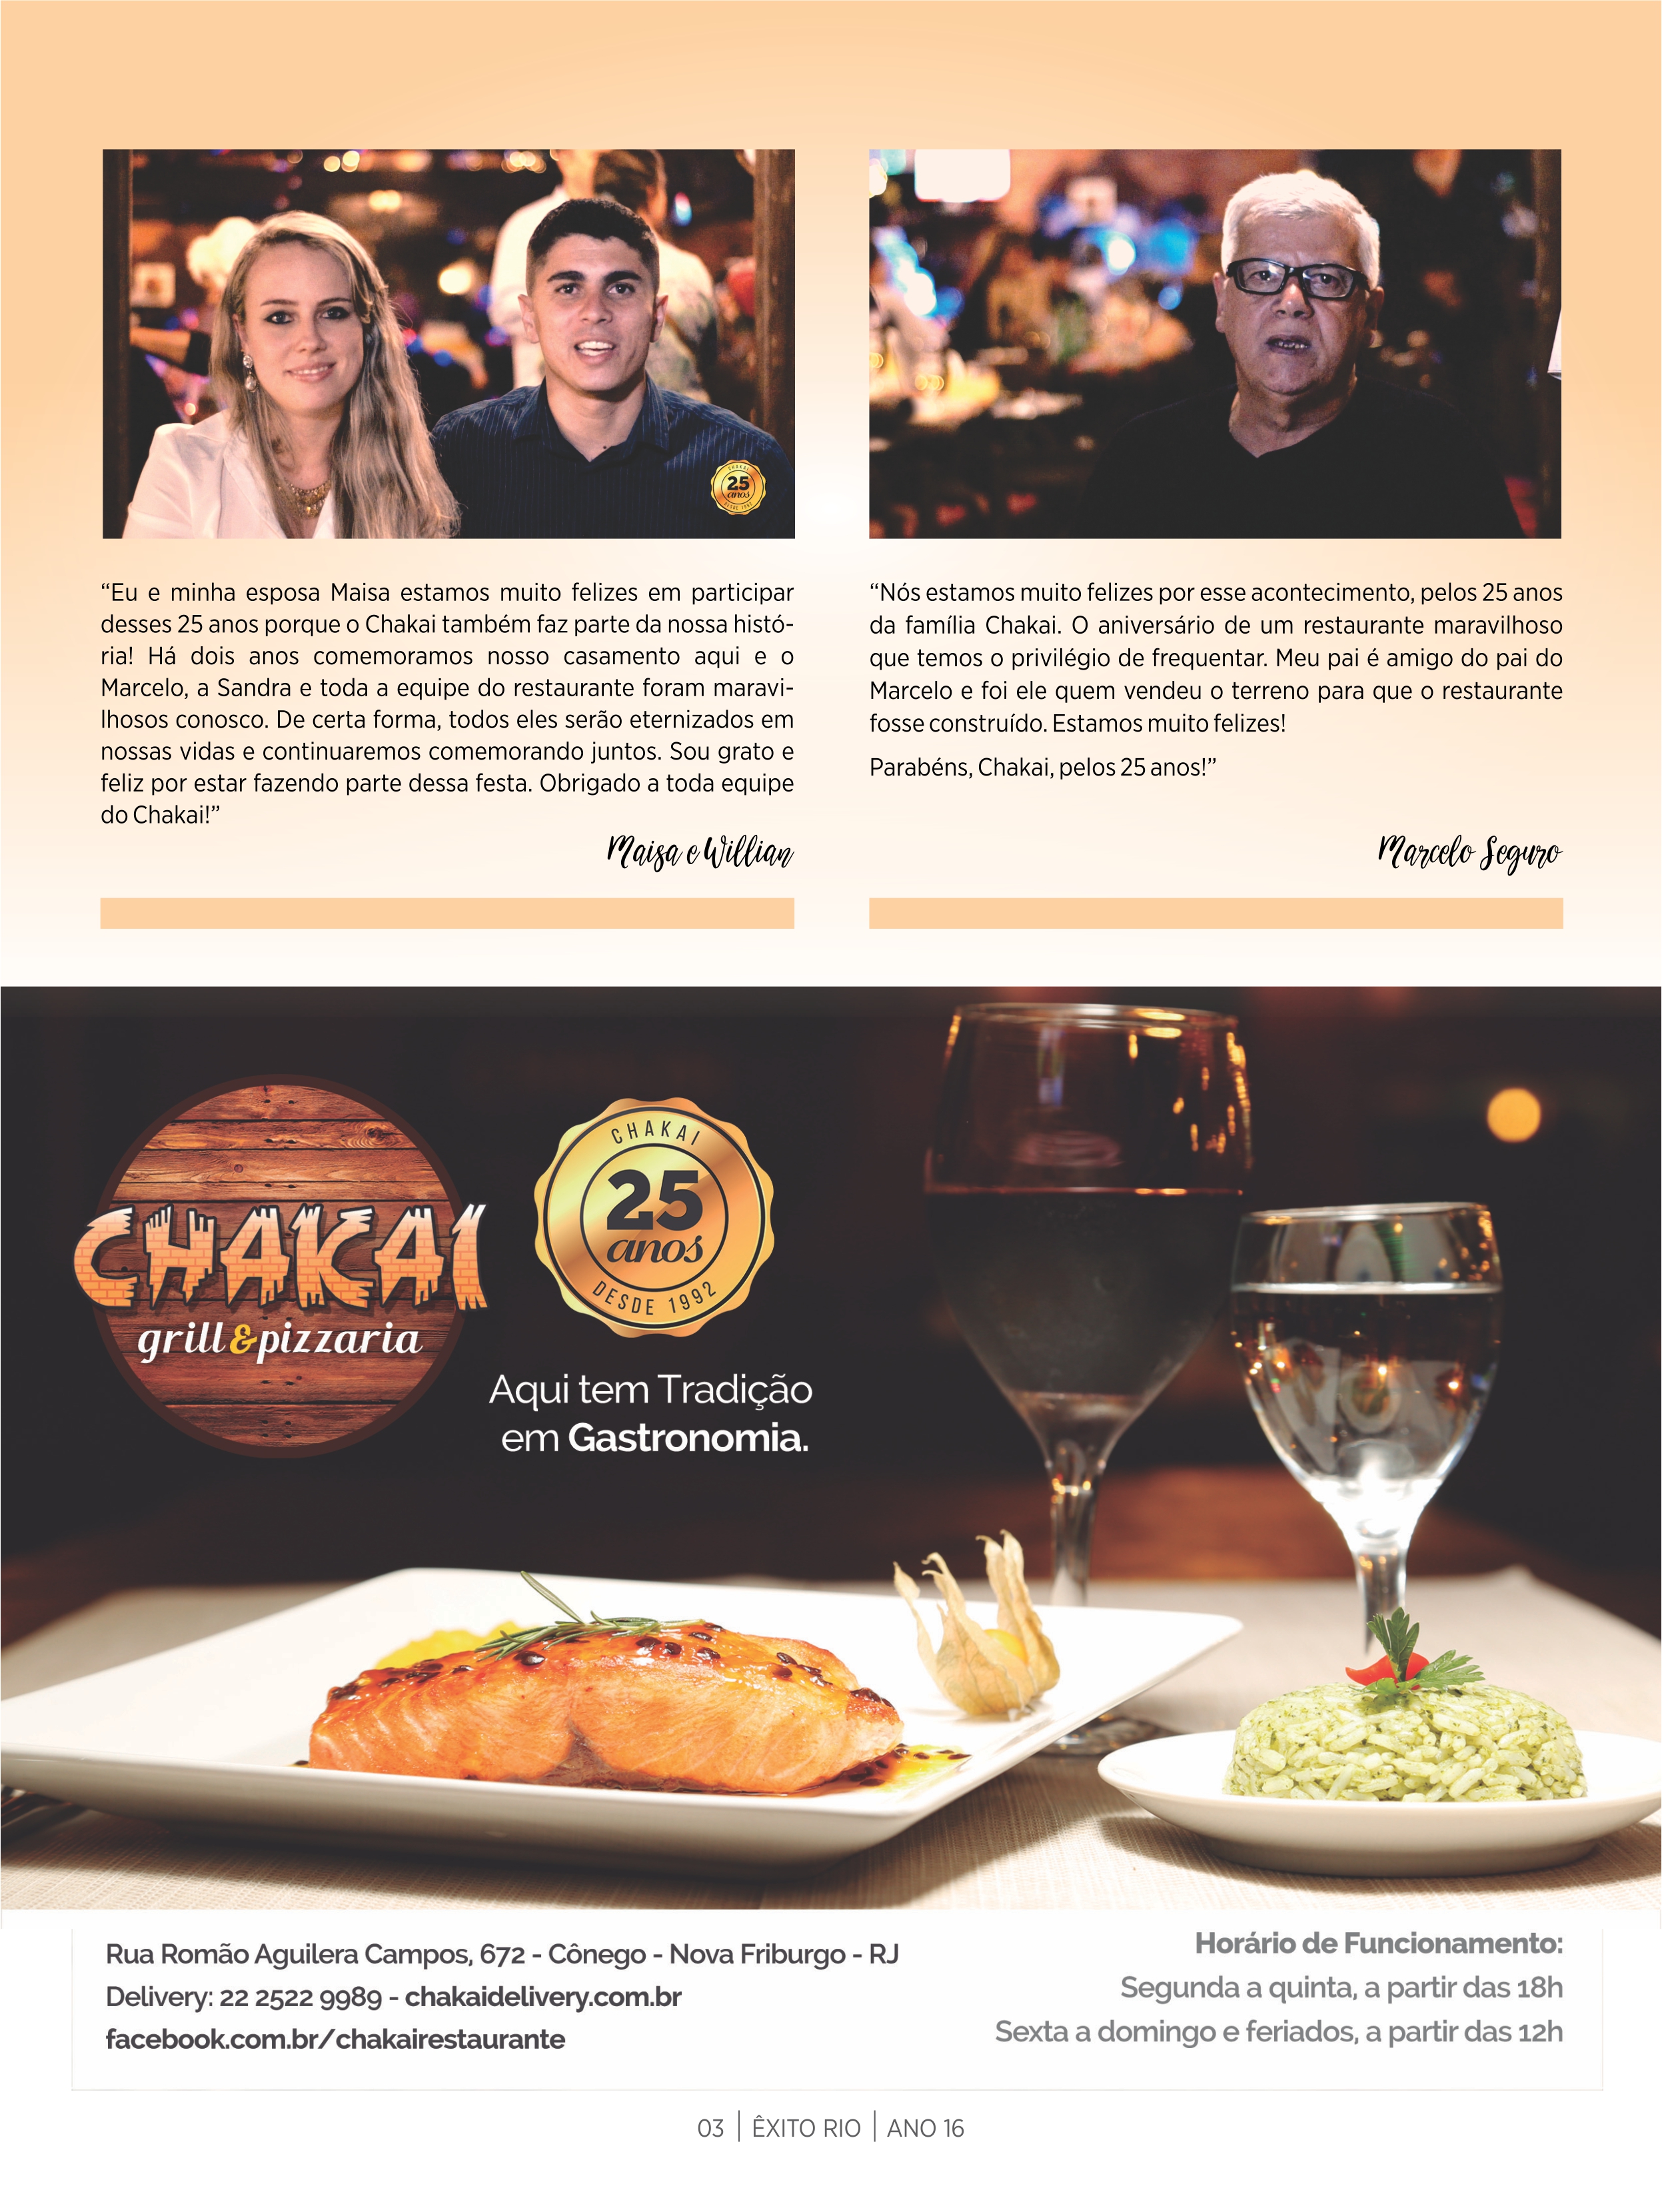 CHAKAI
25
anos
DESDE 1992
“Eu e minha esposa Maisa estamos muito felizes em participar
desses 25 anos porque o Chakai também faz parte da nossa histó-
ria! Há dois anos comemoramos nosso casamento aqui e o
Marcelo, a Sandra e toda a equipe do restaurante foram maravi-
lhosos conosco. De certa forma, todos eles serão eternizados em
nossas vidas e continuaremos comemorando juntos. Sou grato e
feliz por estar fazendo parte dessa festa. Obrigado a toda equipe
do Chakai!”
Maisa e Willian
“Nós estamos muito felizes por esse acontecimento, pelos 25 anos
da família Chakai. O aniversário de um restaurante maravilhoso
que temos o privilégio de frequentar. Meu pai é amigo do pai do
Marcelo e foi ele quem vendeu o terreno para que o restaurante
fosse construído. Estamos muito felizes!
Parabéns, Chakai, pelos 25 anos!”
Marcelo Seguro
CHAKAI
grill&pizzaria
CHAKAI
25
anos
DESDE 1992
Aqui tem Tradição
em Gastronomia.
Rua Romão Aguilera Campos, 672 - Cônego - Nova Friburgo - RJ
Delivery: 22 2522 9989 - chakaidelivery.com.br
facebook.com.br/chakairestaurante
Horário de Funcionamento:
Segunda a quinta, a partir das 18h
Sexta a domingo e feriados, a partir das 12h
03 | ÊXITO RIO | ANO 16